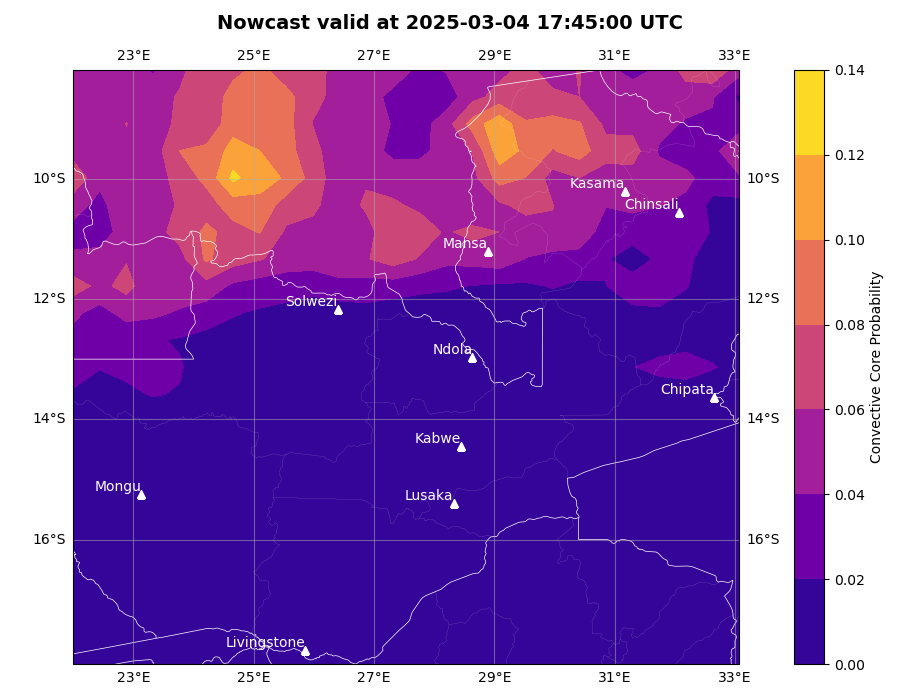 Nowcast valid at 2025-03-04 17:45:00 UTC
23°E 25°E 27°E 29°E 31°E 33°E
0.14
0.12
10°S 10°S
Kasama
Chinsali
0.10
Mansa
12°S 12°S
Solwezi
0.08
Ndola
Chipata
0.06
14°S 14°S
Kabwe
Mongu
Lusaka
0.04
16°S 16°S
0.02
Livingstone
0.00
23°E 25°E 27°E 29°E 31°E 33°E
Convective Core Probability